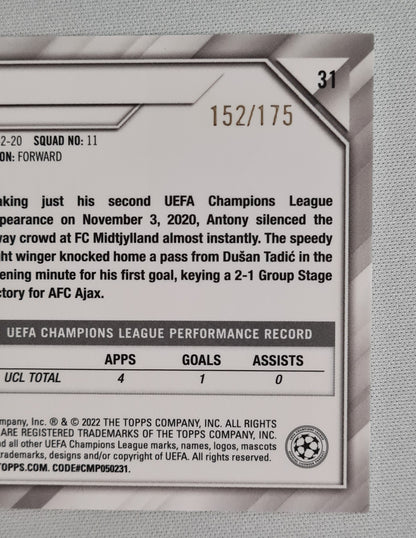 31
152/175
2-20 SQUAD NO: 11
ON: FORWARD
aking just his second UEFA Champions League
pearance on November 3, 2020, Antony silenced the
way crowd at FC Midtjylland almost instantly. The speedy
ght winger knocked home a pass from Dušan Tadić in the
ening minute for his first goal, keying a 2-1 Group Stage
ctory for AFC Ajax.
UEFA CHAMPIONS LEAGUE PERFORMANCE RECORD
APPS GOALS ASSISTS
UCL TOTAL 4 1 0
ompany, Inc. ® & © 2022 THE TOPPS COMPANY, INC. ALL RIGHTS
ARE REGISTERED TRADEMARKS OF THE TOPPS COMPANY, INC.
nd all other UEFA Champions League marks, names, logos, mascots
trademarks, designs and/or copyright of UEFA. All rights reserved.
TOPPS.COM. CODE#CMP050231.